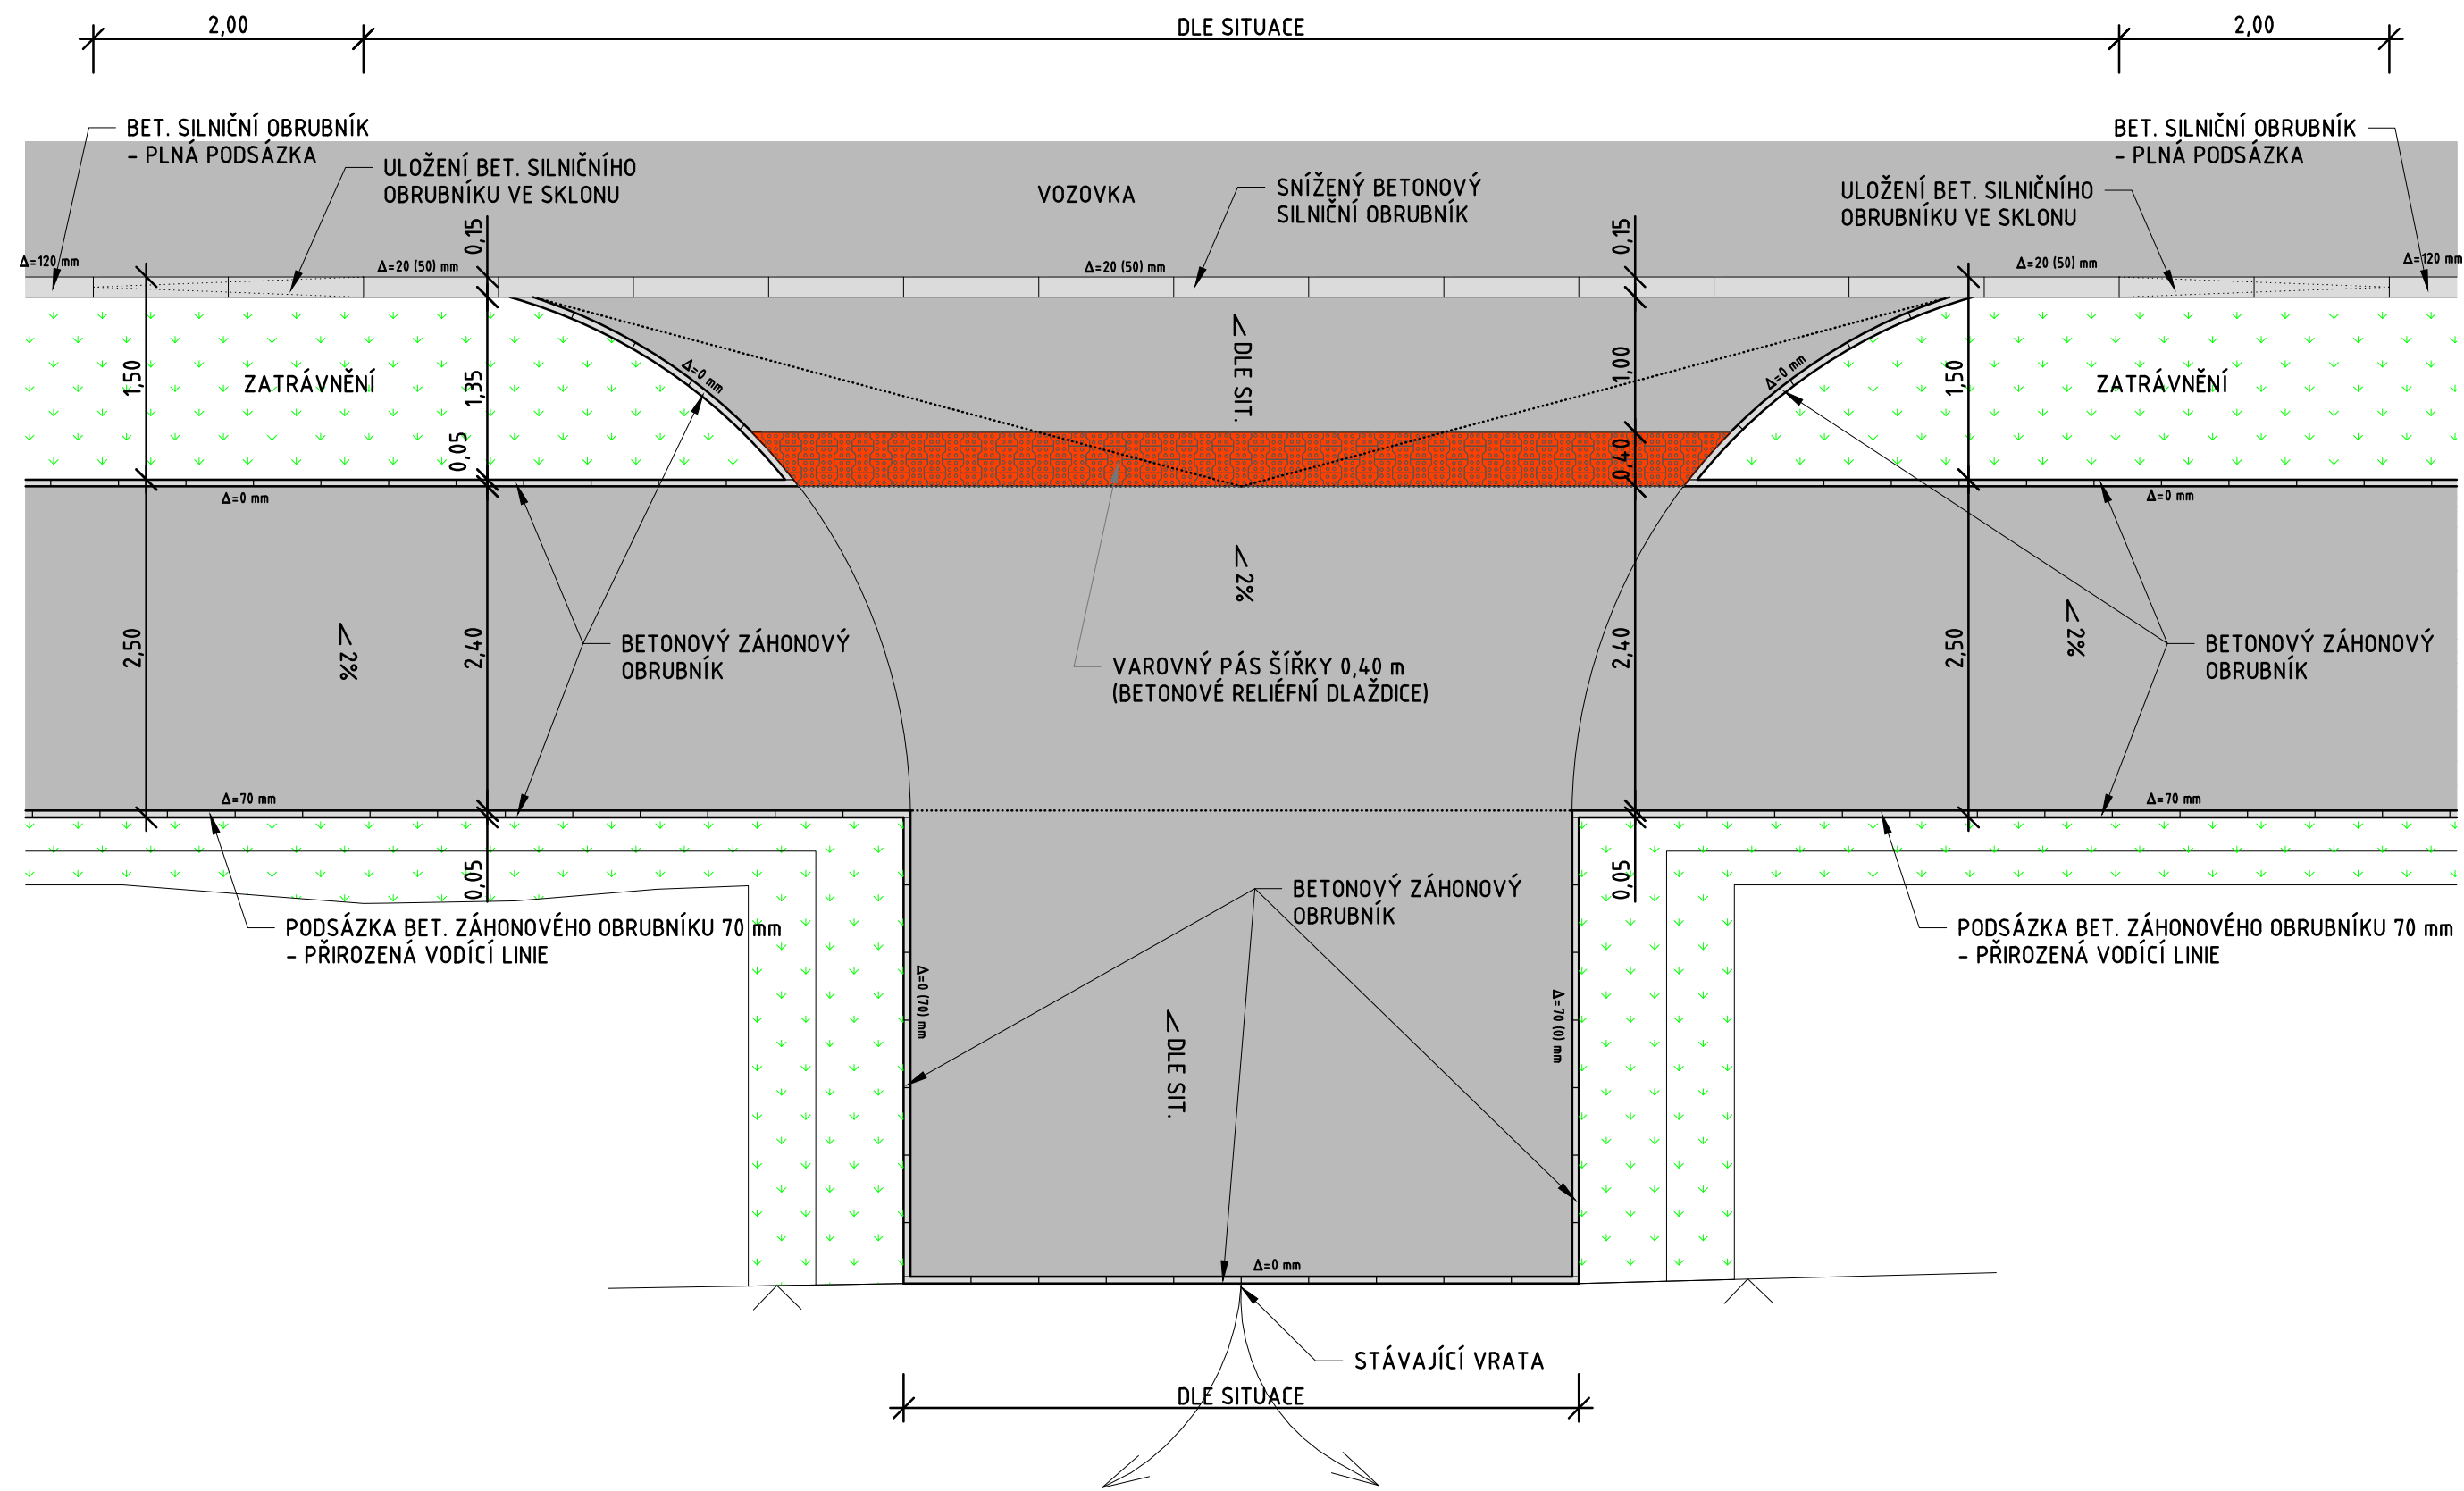 2,00
DLE SITUACE
2,00
BET. SILNIČNÍ OBRUBNÍK
- PLNÁ PODSÁZKA
ULOŽENÍ BET. SILNIČNÍHO
OBRUBNÍKU VE SKLONU
VOZOVKA
SNÍŽENÝ BETONOVÝ
SILNIČNÍ OBRUBNÍK
BET. SILNIČNÍ OBRUBNÍK
- PLNÁ PODSÁZKA
ULOŽENÍ BET. SILNIČNÍHO
OBRUBNÍKU VE SKLONU
0,15
0,15
Δ=120 mm
Δ=20 (50) mm
Δ=20 (50) mm
Δ=20 (50) mm
Δ=120 mm
1,50
ZATRÁVNĚNÍ
1,35
0,05
Δ=0 mm
DLE SIT.
1,00
0,40
Δ=0 mm
1,50
ZATRÁVNĚNÍ
Δ=0 mm
Δ=0 mm
2,50
2%
2,40
BETONOVÝ ZÁHONOVÝ
OBRUBNÍK
2%
VAROVNÝ PÁS ŠÍŘKY 0,40 m
(BETONOVÉ RELIÉFNÍ DLAŽDICE)
2,40
2,50
2%
BETONOVÝ ZÁHONOVÝ
OBRUBNÍK
Δ=70 mm
Δ=70 mm
0,05
BETONOVÝ ZÁHONOVÝ
OBRUBNÍK
0,05
PODSÁZKA BET. ZÁHONOVÉHO OBRUBNÍKU 70 mm
- PŘIROZENÁ VODÍCÍ LINIE
PODSÁZKA BET. ZÁHONOVÉHO OBRUBNÍKU 70 mm
- PŘIROZENÁ VODÍCÍ LINIE
Δ=0 (70) mm
DLE SIT.
Δ=70 (0) mm
Δ=0 mm
STÁVAJÍCÍ VRATA
DLE SITUACE